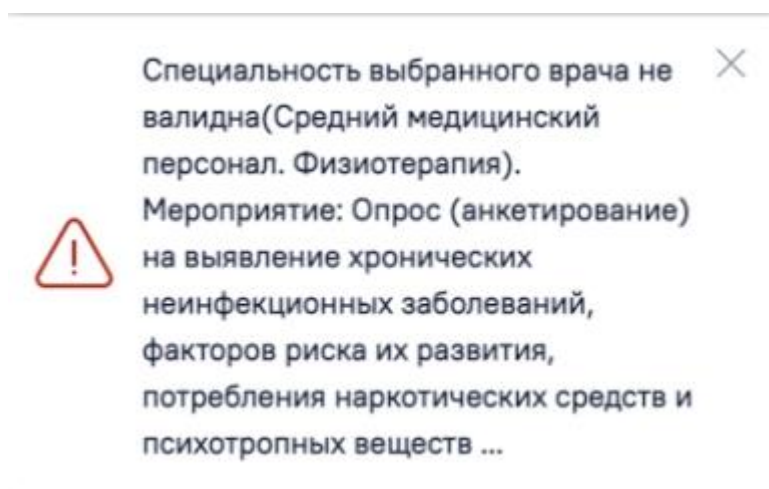 Специальность выбранного врача не
валидна(Средний медицинский
персонал. Физиотерапия).
Мероприятие: Опрос (анкетирование)
на выявление хронических
неинфекционных заболеваний,
факторов риска их развития,
потребления наркотических средств и
психотропных веществ ...